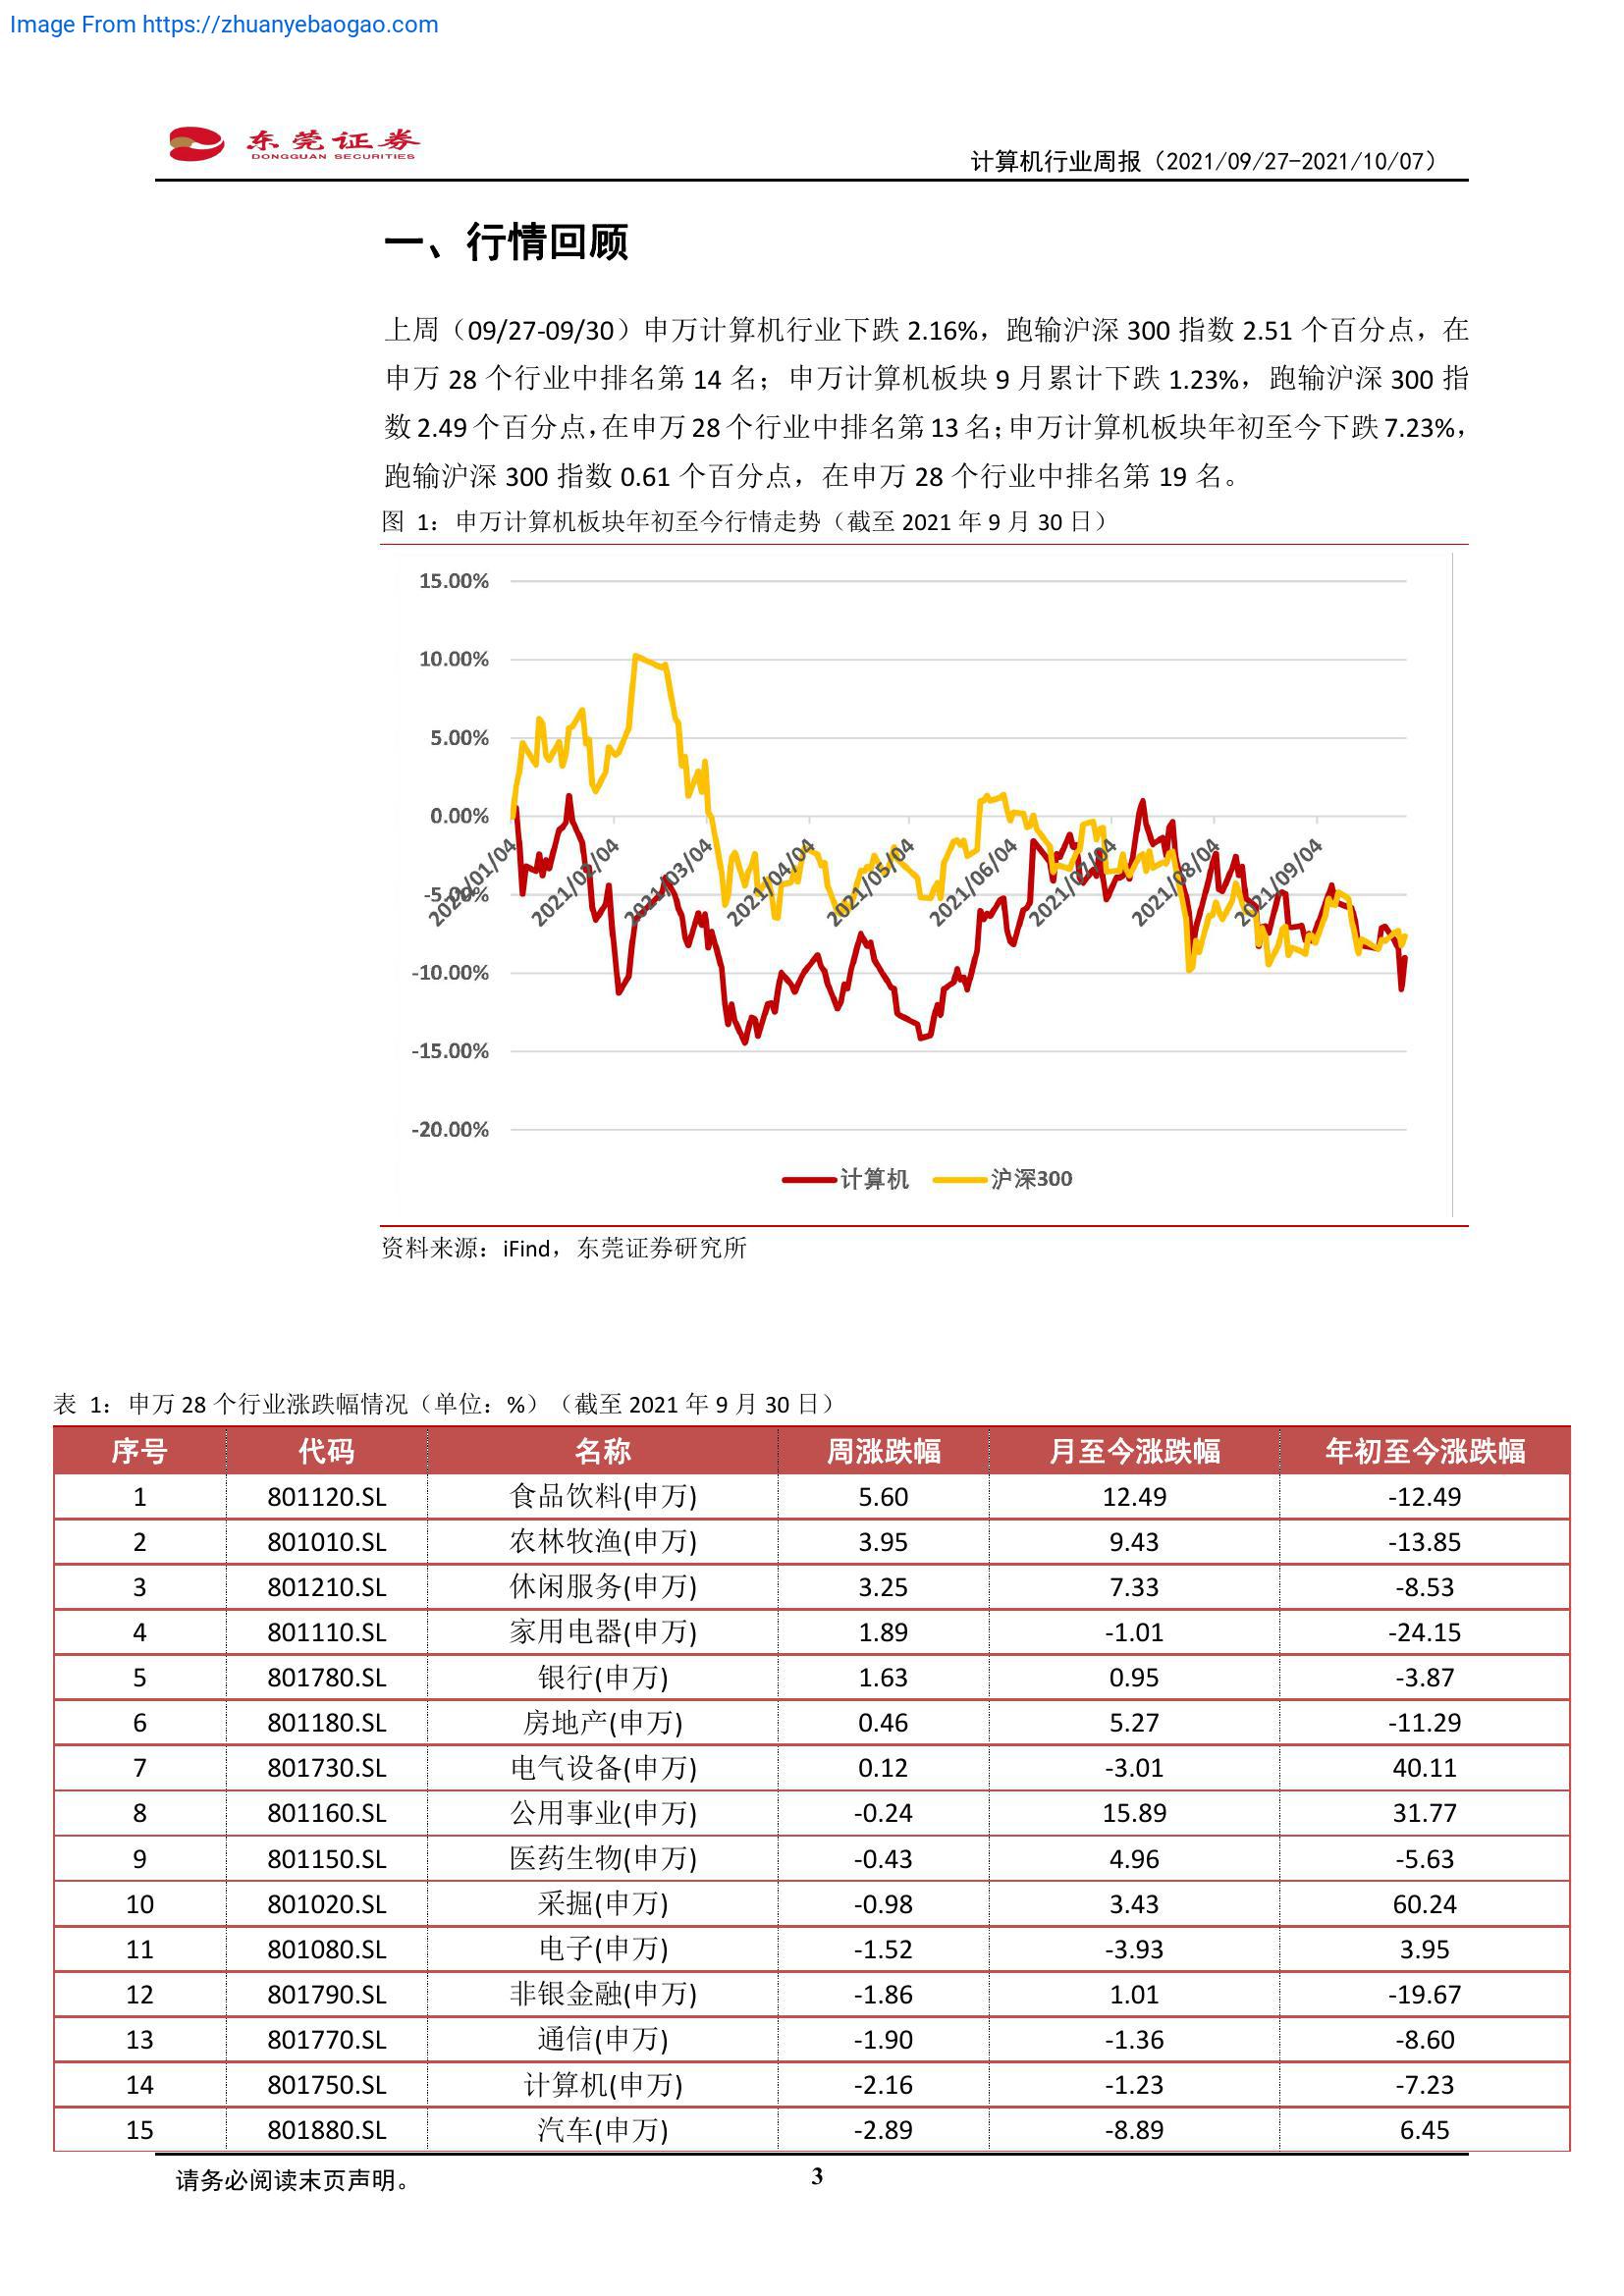 Image From https://zhuanyebaogao.com
东莞证券
DONGGUAN SECURITIES
计算机行业周报（2021/09/27-2021/10/07）
一、行情回顾
上周（09/27-09/30）申万计算机行业下跌 2.16%，跑输沪深 300 指数 2.51 个百分点，在
申万 28 个行业中排名第 14 名；申万计算机板块 9 月累计下跌 1.23%，跑输沪深 300 指
数 2.49 个百分点，在申万 28 个行业中排名第 13 名；申万计算机板块年初至今下跌 7.23%，
跑输沪深 300 指数 0.61 个百分点，在申万 28 个行业中排名第 19 名。
图 1：申万计算机板块年初至今行情走势（截至 2021 年 9 月 30 日）
15.00%
10.00%
5.00%
0.00%
-5.00%
-10.00%
-15.00%
-20.00%
2021/01/04 2021/02/04 2021/03/04 2021/04/04 2021/05/04 2021/06/04 2021/07/04 2021/08/04 2021/09/04
计算机 沪深300
资料来源：iFind，东莞证券研究所
表 1：申万 28 个行业涨跌幅情况（单位：%）（截至 2021 年 9 月 30 日）
序号 代码 名称 周涨跌幅 月至今涨跌幅 年初至今涨跌幅
1 801120.SL 食品饮料(申万) 5.60 12.49 -12.49
2 801010.SL 农林牧渔(申万) 3.95 9.43 -13.85
3 801210.SL 休闲服务(申万) 3.25 7.33 -8.53
4 801110.SL 家用电器(申万) 1.89 -1.01 -24.15
5 801780.SL 银行(申万) 1.63 0.95 -3.87
6 801180.SL 房地产(申万) 0.46 5.27 -11.29
7 801730.SL 电气设备(申万) 0.12 -3.01 40.11
8 801160.SL 公用事业(申万) -0.24 15.89 31.77
9 801150.SL 医药生物(申万) -0.43 4.96 -5.63
10 801020.SL 采掘(申万) -0.98 3.43 60.24
11 801080.SL 电子(申万) -1.52 -3.93 3.95
12 801790.SL 非银金融(申万) -1.86 1.01 -19.67
13 801770.SL 通信(申万) -1.90 -1.36 -8.60
14 801750.SL 计算机(申万) -2.16 -1.23 -7.23
15 801880.SL 汽车(申万) -2.89 -8.89 6.45
请务必阅读末页声明。
3